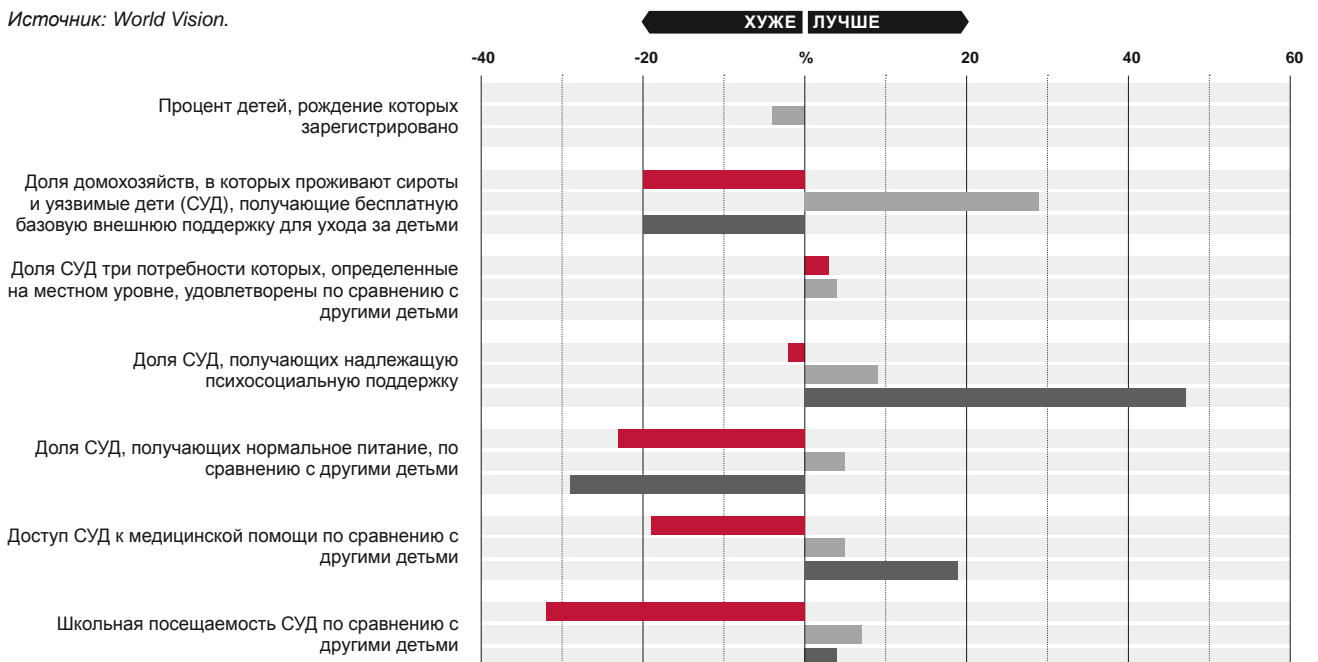 Источник: World Vision.
ХУЖЕ ЛУЧШЕ
-40 -20 % 20 40 60
Процент детей, рождение которых
зарегистрировано
Доля домохозяйств, в которых проживают сироты
и уязвимые дети (СУД), получающие бесплатную
базовую внешнюю поддержку для ухода за детьми
Доля СУД три потребности которых, определенные
на местном уровне, удовлетворены по сравнению с
другими детьми
Доля СУД, получающих надлежащую
психосоциальную поддержку
Доля СУД, получающих нормальное питание, по
сравнению с другими детьми
Доступ СУД к медицинской помощи по сравнению с
другими детьми
Школьная посещаемость СУД по сравнению с
другими детьми